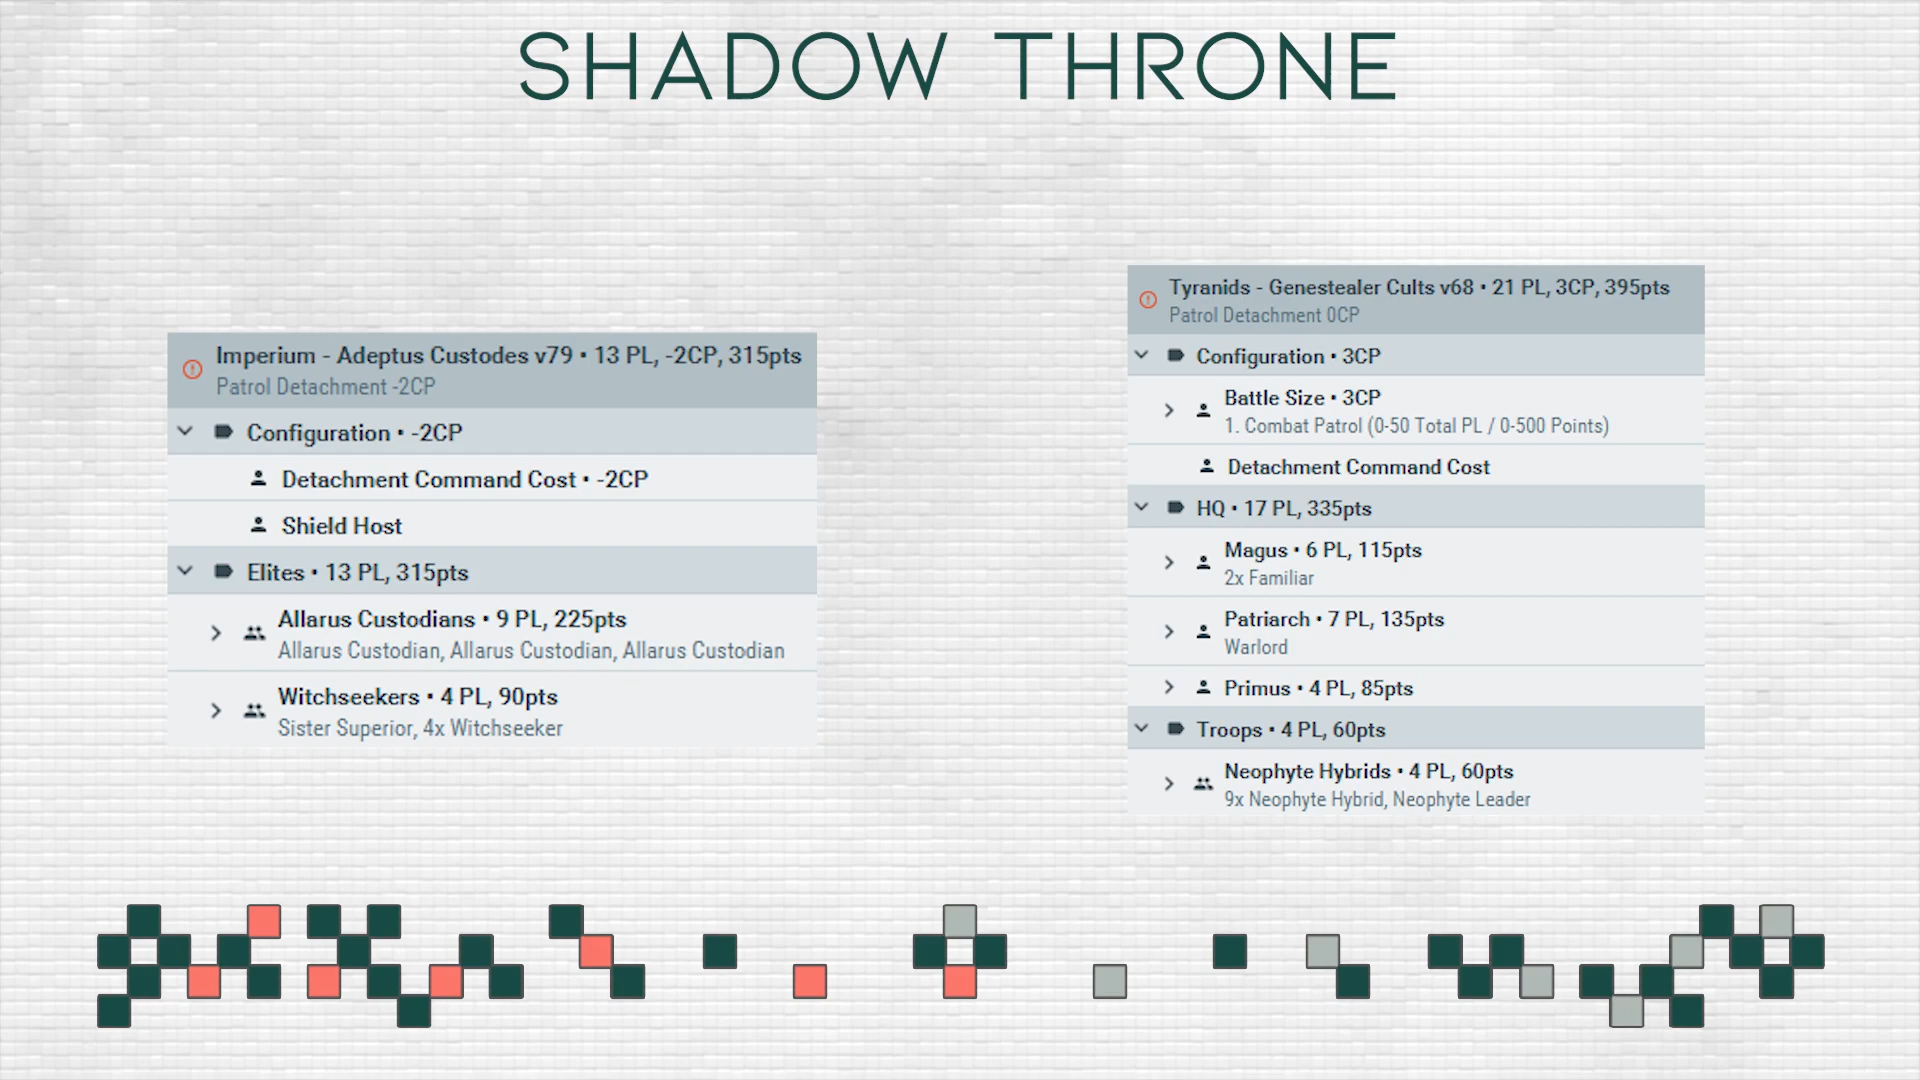 SHADOW THRONE
Imperium - Adeptus Custodes v79 • 13 PL, -2CP, 315pts
Patrol Detachment -2CP
Configuration • -2CP
Detachment Command Cost • -2CP
Shield Host
Elites • 13 PL, 315pts
Allarus Custodians • 9 PL, 225pts
Allarus Custodian, Allarus Custodian, Allarus Custodian
Witchseekers • 4 PL, 90pts
Sister Superior, 4x Witchseeker
Tyranids - Genestealer Cults v68 • 21 PL, 3CP, 395pts
Patrol Detachment 0CP
Configuration • 3CP
Battle Size • 3CP
1. Combat Patrol (0-50 Total PL / 0-500 Points)
Detachment Command Cost
HQ • 17 PL, 335pts
Magus • 6 PL, 115pts
2x Familiar
Patriarch • 7 PL, 135pts
Warlord
Primus • 4 PL, 85pts
Troops • 4 PL, 60pts
Neophyte Hybrids • 4 PL, 60pts
9x Neophyte Hybrid, Neophyte Leader